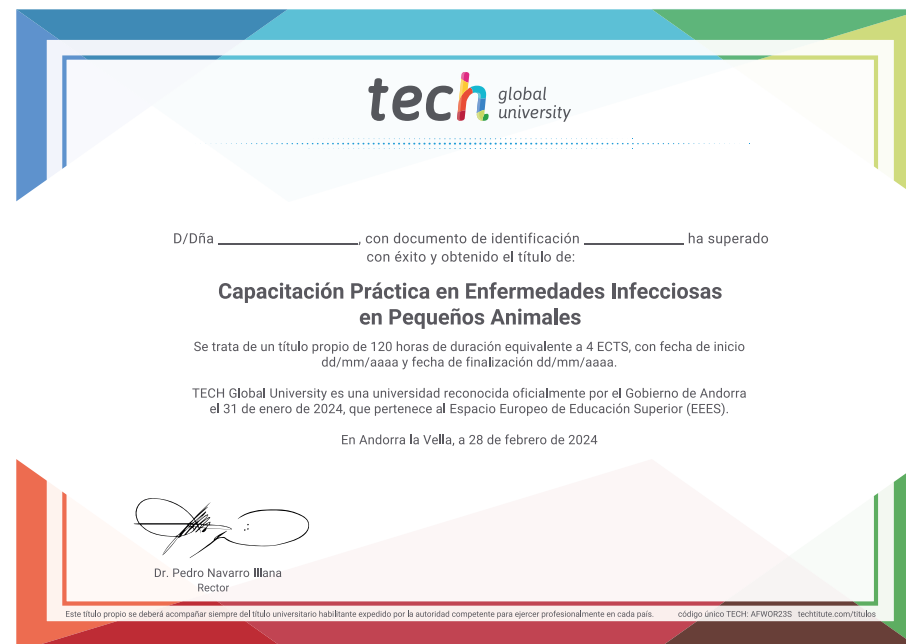 tech global university
D/Dña ____________________, con documento de identificación ______________ ha superado
con éxito y obtenido el título de:
Capacitación Práctica en Enfermedades Infecciosas
en Pequeños Animales
Se trata de un título propio de 120 horas de duración equivalente a 4 ECTS, con fecha de inicio
dd/mm/aaaa y fecha de finalización dd/mm/aaaa.
TECH Global University es una universidad reconocida oficialmente por el Gobierno de Andorra
el 31 de enero de 2024, que pertenece al Espacio Europeo de Educación Superior (EEES).
En Andorra la Vella, a 28 de febrero de 2024
Dr. Pedro Navarro Illana
Rector
Este título propio se deberá acompañar siempre del título universitario habilitante expedido por la autoridad competente para ejercer profesionalmente en cada país. código único TECH: AFWOR23S techtitute.com/titulos